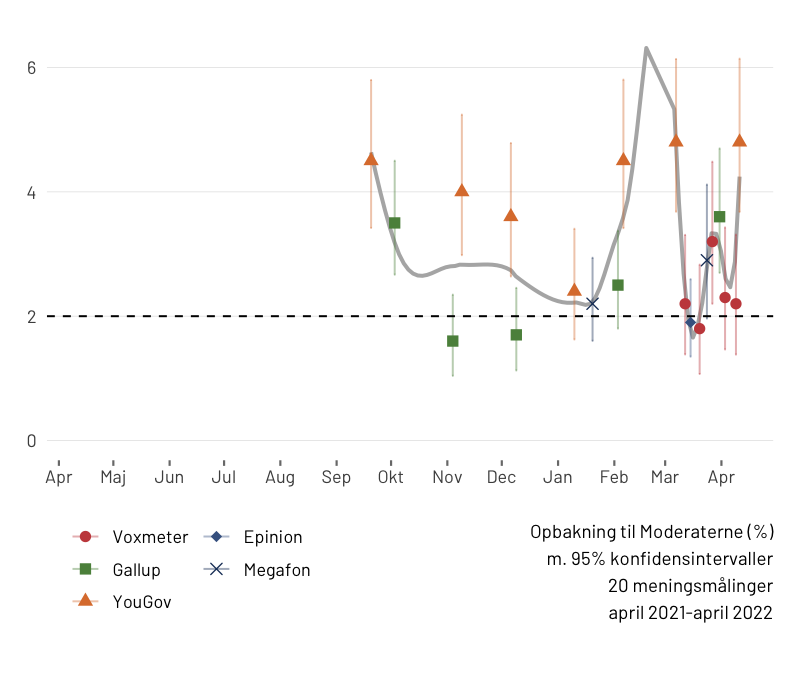 6
4
2
0
Apr Maj Jun Jul Aug Sep Okt Nov Dec Jan Feb Mar Apr
Voxmeter Epinion
Gallup Megafon
YouGov
Opbakning til Moderaterne (%)
m. 95% konfidensintervaller
20 meningsmålinger
april 2021-april 2022